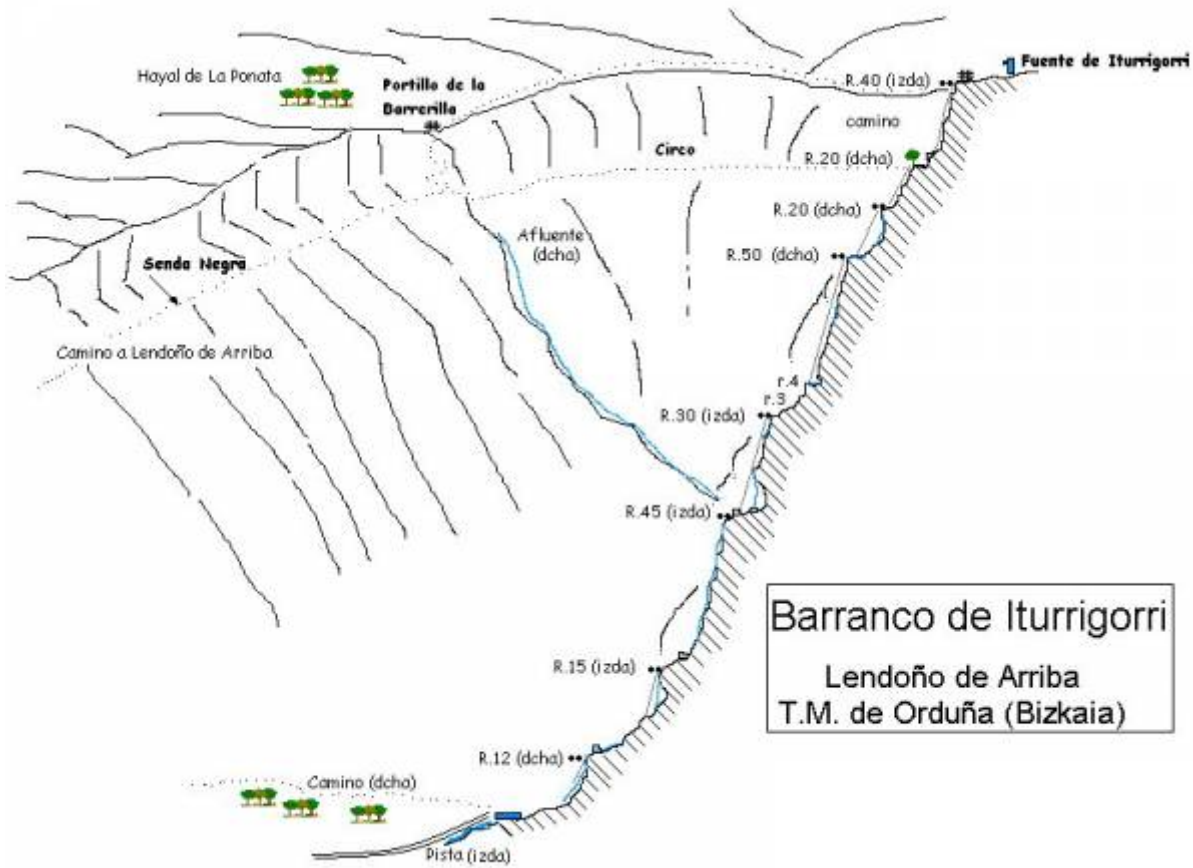 Fuente de Iturrigorri
Hayal de La Ponata
R.40 (izda)
Portillo de la
Barrerilla
camino
Circo
R.20 (dcha)
R.20 (dcha)
Afluente
(dcha)
R.50 (dcha)
Senda Negra
Camino a Lendoño de Arriba
r.4
r.3
R.30 (izda)
R.45 (izda)
Barranco de Iturrigorri
Lendoño de Arriba
T.M. de Orduña (Bizkaia)
R.15 (izda)
R.12 (dcha)
Camino (dcha)
Pista (izda)